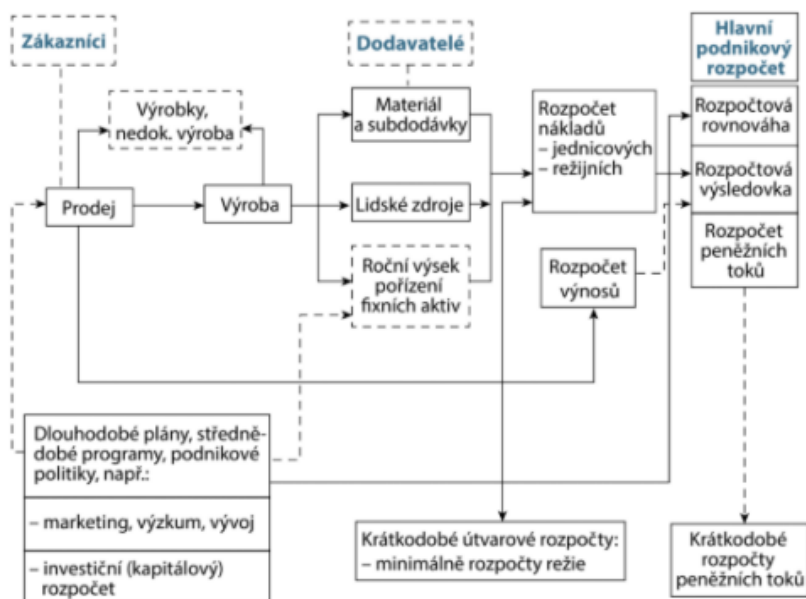 Zákazníci
Dodavatelé
Hlavní
podnikový
rozpočet
Výrobky,
nedok. výroba
Materiál
a subdodávky
Rozpočet
nákladů
– jednicových
– režijních
Rozpočtová
rovnováha
Prodej
Výroba
Lidské zdroje
Rozpočtová
výsledovka
Roční výsek
pořízení
fixních aktiv
Rozpočet
výnosů
Rozpočet
peněžních
toků
Dlouhodobé plány, středně-
dobé programy, podnikové
politiky, např.:
– marketing, výzkum, vývoj
– investiční (kapitálový)
rozpočet
Krátkodobé útvarové rozpočty:
– minimálně rozpočty režie
Krátkodobé
rozpočty
peněžních toků